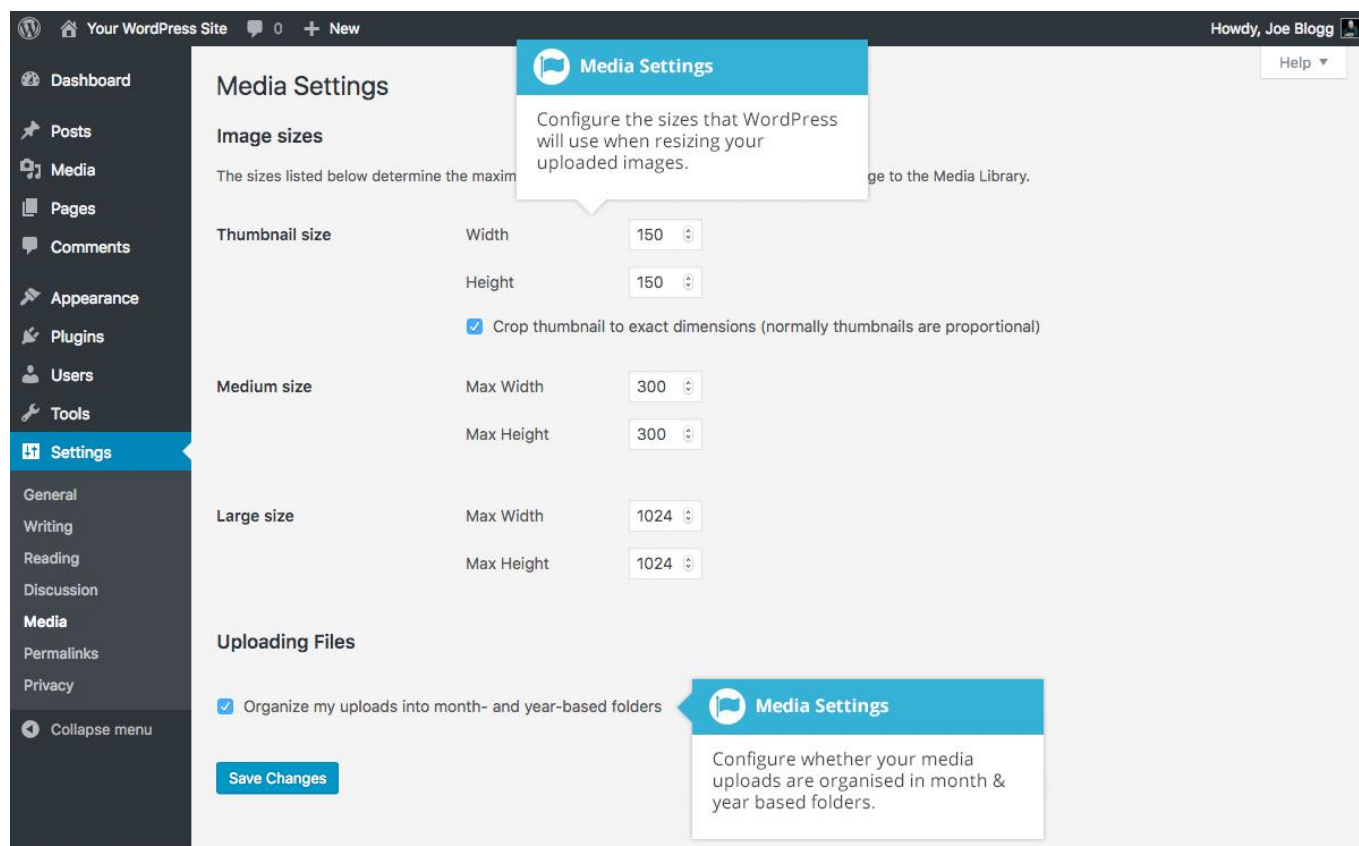 Your WordPress Site 0 + New Howdy, Joe Blogg
Help ▼
Dashboard
Posts
Media
Pages
Comments
Appearance
Plugins
Users
Tools
Settings
General
Writing
Reading
Discussion
Media
Permalinks
Privacy
Collapse menu
Media Settings
Media Settings
Configure the sizes that WordPress
will use when resizing your
uploaded images.
Image sizes
The sizes listed below determine the maxim ge to the Media Library.
Thumbnail size Width 150
Height 150
Crop thumbnail to exact dimensions (normally thumbnails are proportional)
Medium size Max Width 300
Max Height 300
Large size Max Width 1024
Max Height 1024
Uploading Files
Organize my uploads into month- and year-based folders
Media Settings
Configure whether your media
uploads are organised in month &
year based folders.
Save Changes